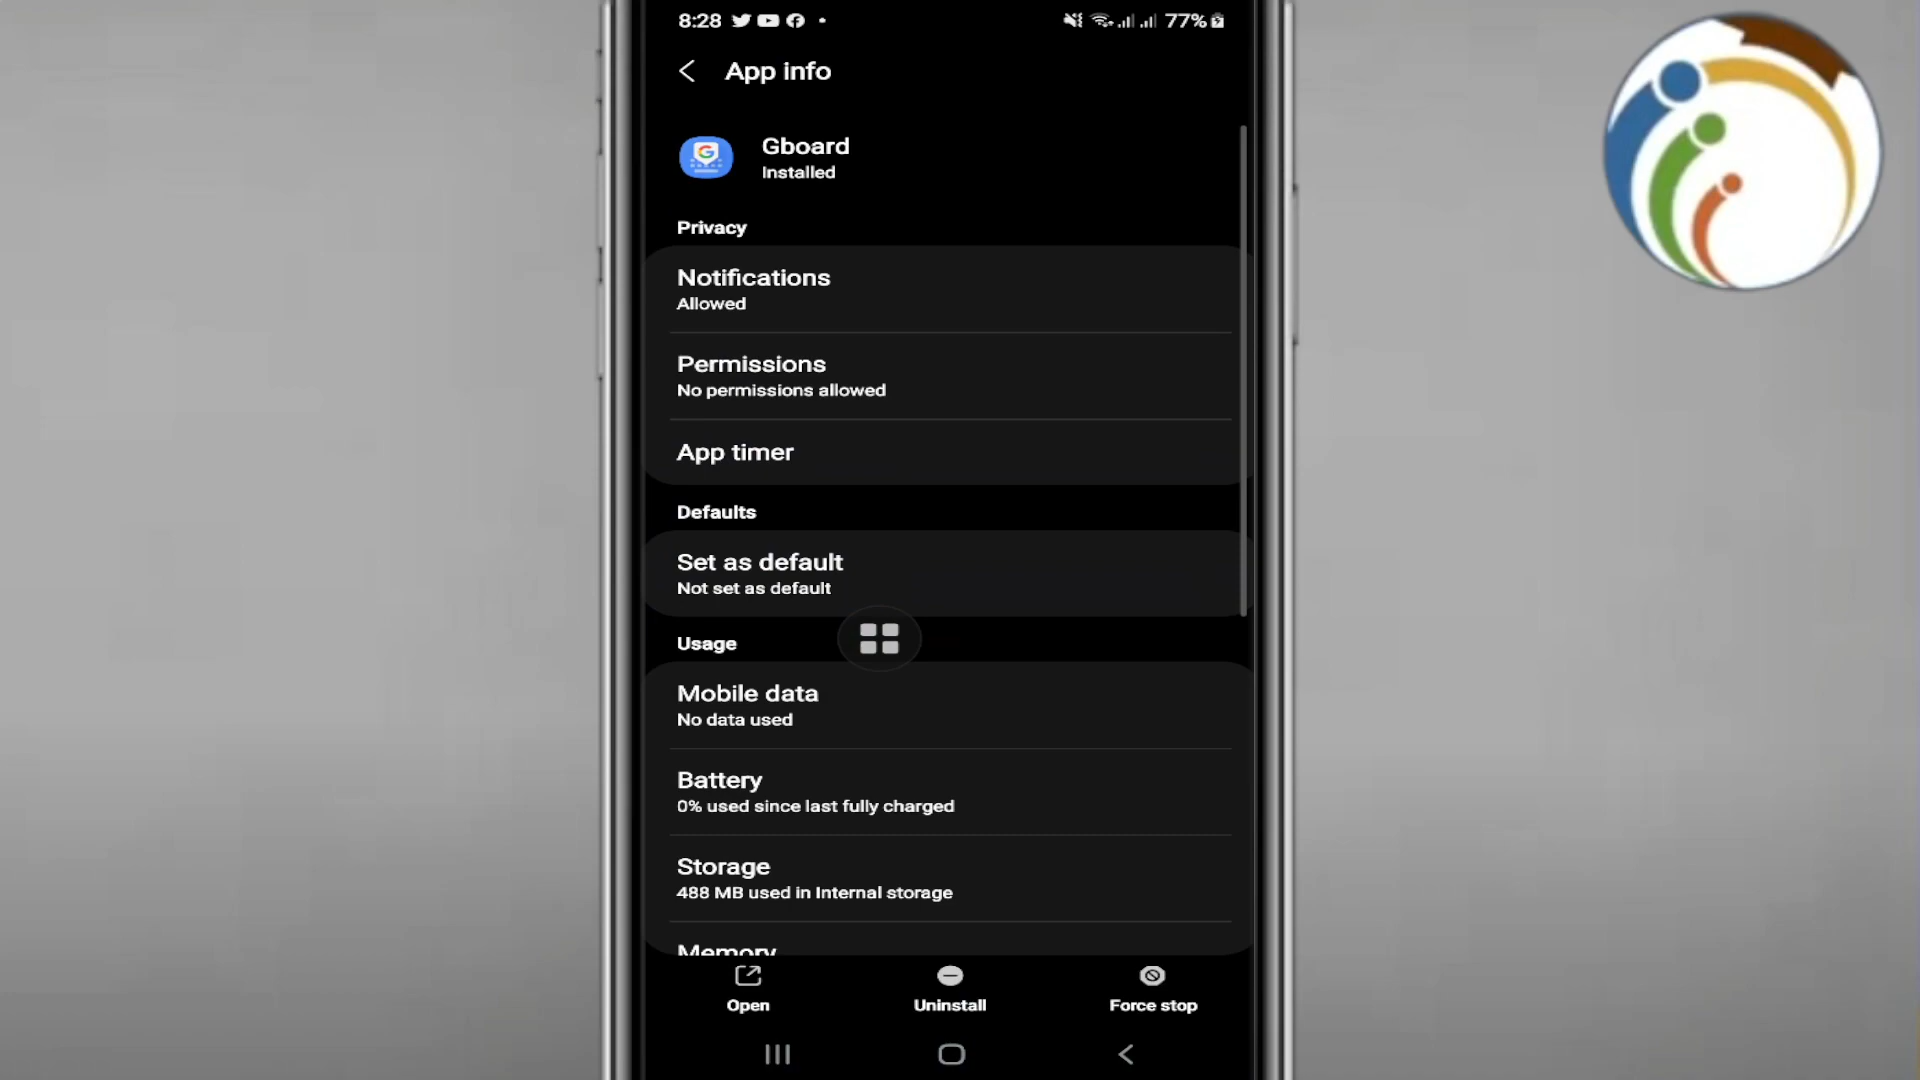 8:28 77%
App info
Gboard
Installed
Privacy
Notifications
Allowed
Permissions
No permissions allowed
App timer
Defaults
Set as default
Not set as default
Usage
Mobile data
No data used
Battery
0% used since last fully charged
Storage
488 MB used in Internal storage
Memory
Open Uninstall Force stop